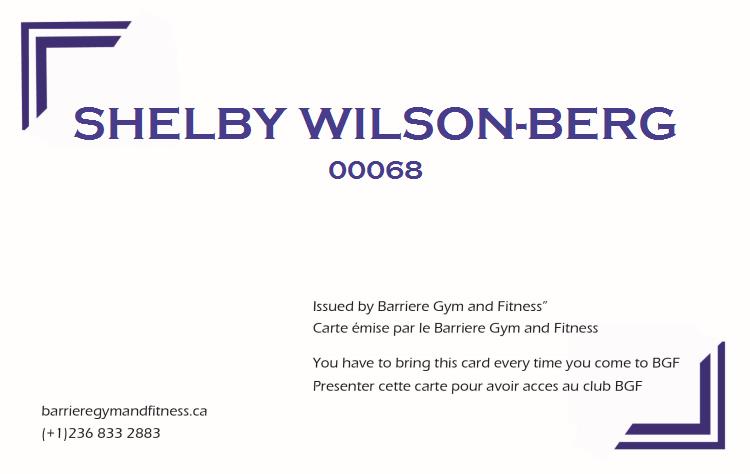 SHELBY WILSON-BERG
00068
Issued by Barriere Gym and Fitness”
Carte émise par le Barriere Gym and Fitness
You have to bring this card every time you come to BGF
Presenter cette carte pour avoir acces au club BGF
barrieregymandfitness.ca
(+1)236 833 2883